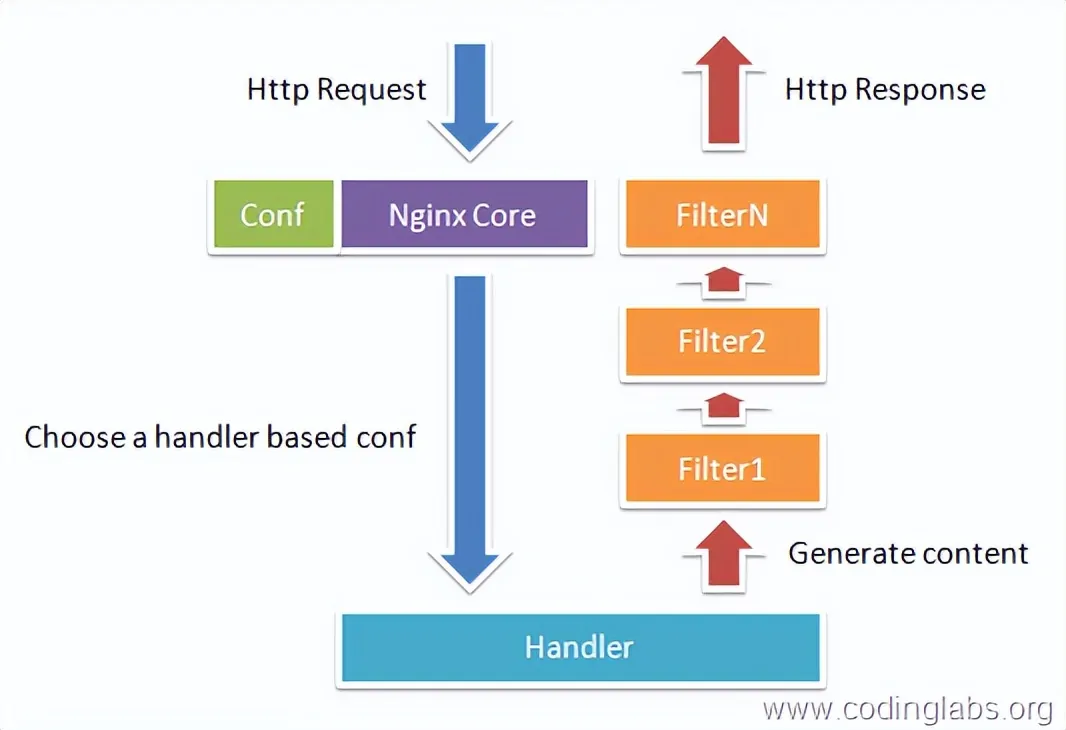 Http Request
Http Response
Conf
Nginx Core
FilterN
Filter2
Choose a handler based conf
Filter1
Generate content
Handler
www.codinglabs.org